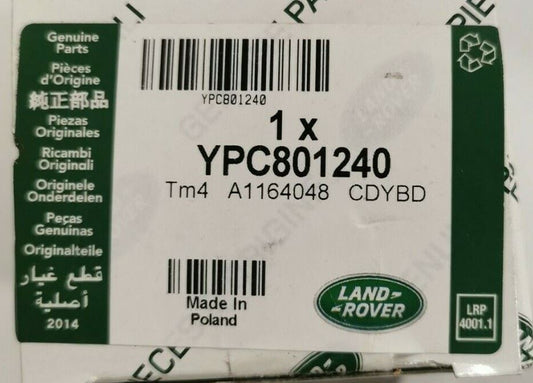 Genuine
Parts
Pièces
d'Origine
純正部品
Piezas
Originales
Ricambi
Originali
Originele
Onderdelen
Peças
Genuinas
Originalteile
قطع غيار
أصلية
2014
YPC801240
1 x
YPC801240
Tm4 A1164048 CDYBD
Made In
Poland
LAND
ROVER
LRP
4001.1